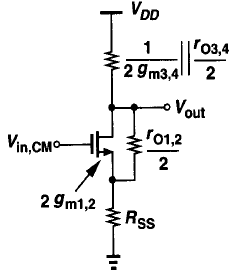 V_DD
1/(2 g_m3,4) || r_O3,4/2
V_out
V_in,CM
r_O1,2/2
2 g_m1,2
R_SS